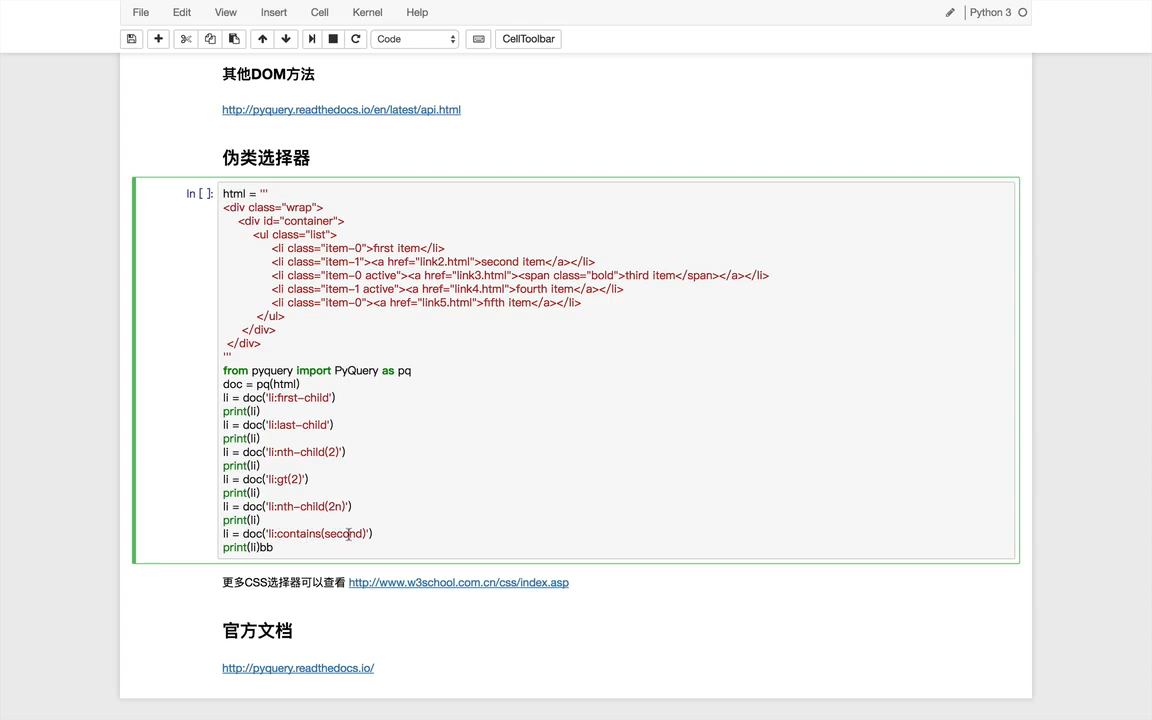 File Edit View Insert Cell Kernel Help Python 3
Code CellToolbar
其他DOM方法
http://pyquery.readthedocs.io/en/latest/api.html
伪类选择器
In [ ]:
html = '''
<div class="wrap">
    <div id="container">
        <ul class="list">
            <li class="item-0">first item</li>
            <li class="item-1"><a href="link2.html">second item</a></li>
            <li class="item-0 active"><a href="link3.html"><span class="bold">third item</span></a></li>
            <li class="item-1 active"><a href="link4.html">fourth item</a></li>
            <li class="item-0"><a href="link5.html">fifth item</a></li>
        </ul>
    </div>
</div>
'''
from pyquery import PyQuery as pq
doc = pq(html)
li = doc('li:first-child')
print(li)
li = doc('li:last-child')
print(li)
li = doc('li:nth-child(2)')
print(li)
li = doc('li:gt(2)')
print(li)
li = doc('li:nth-child(2n)')
print(li)
li = doc('li:contains(second)')
print(li)bb
更多CSS选择器可以查看 http://www.w3school.com.cn/css/index.asp
官方文档
http://pyquery.readthedocs.io/